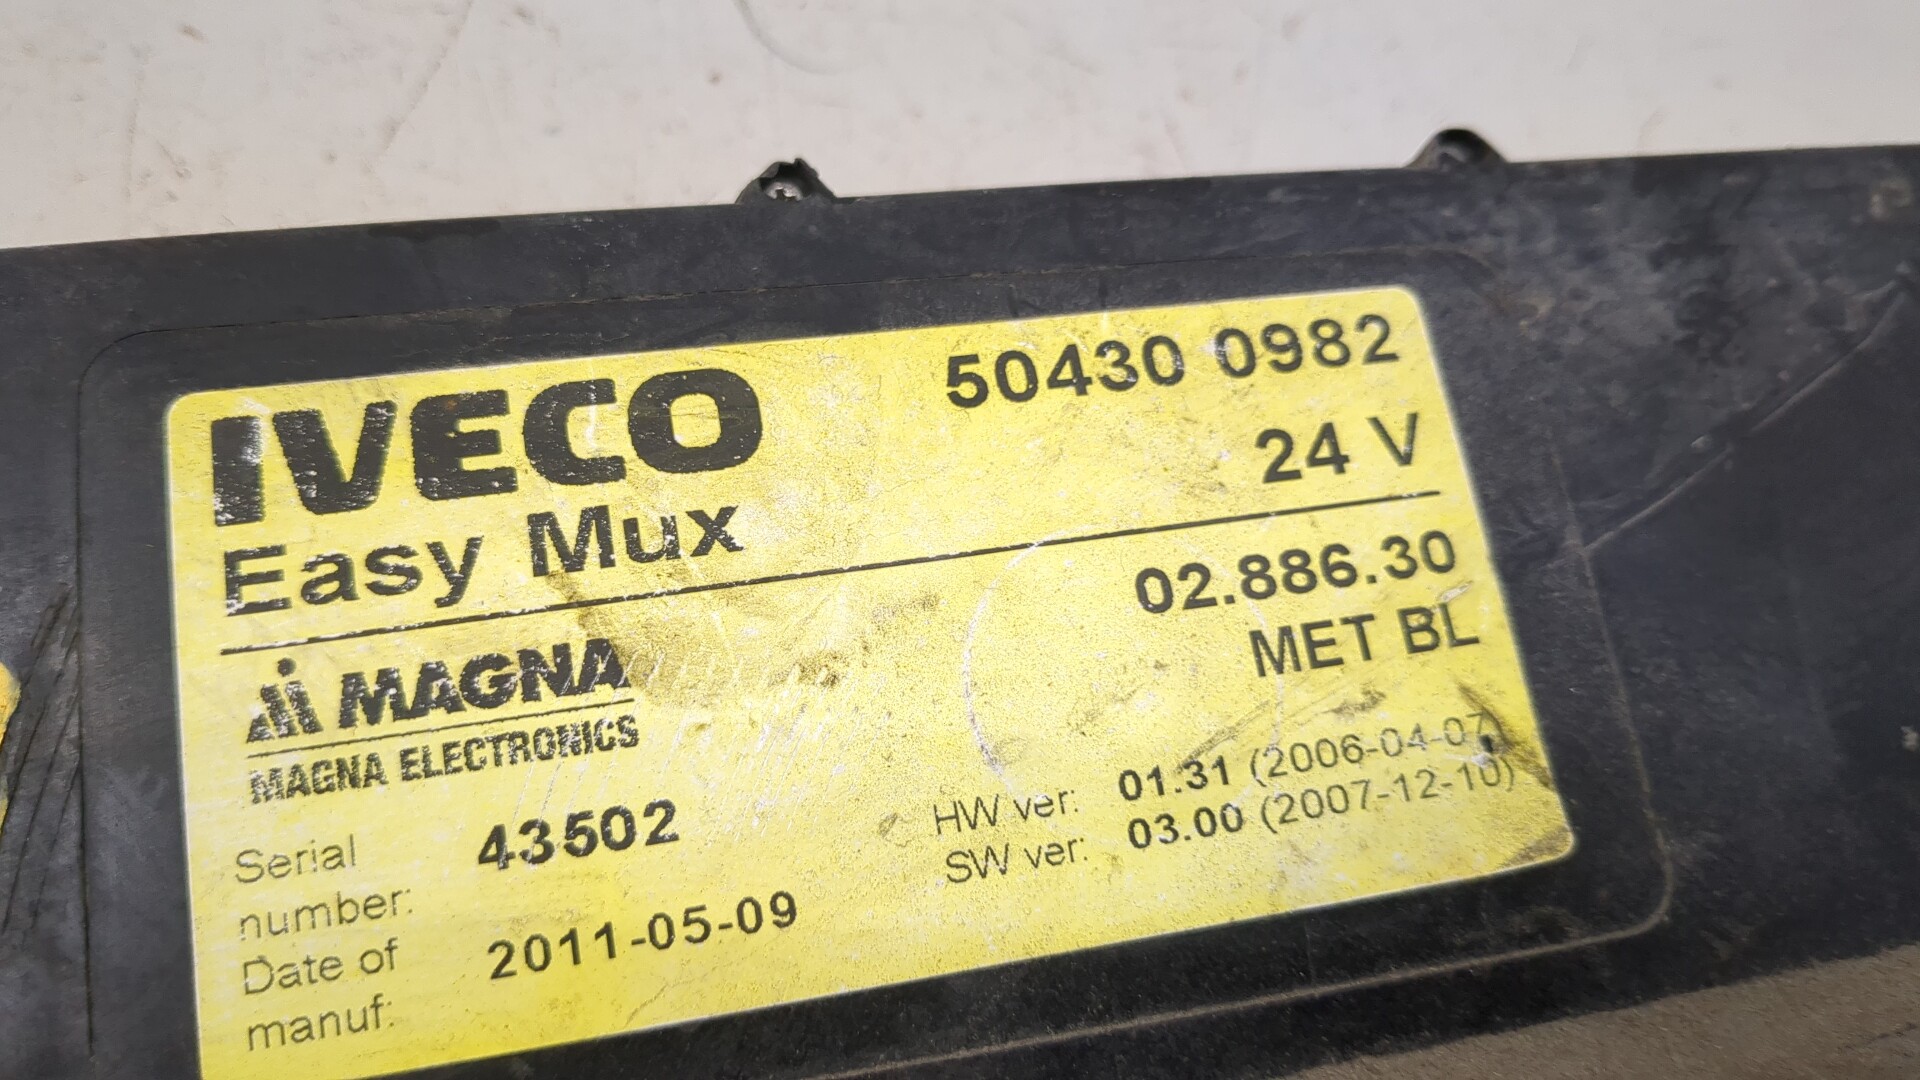 IVECO 50430 0982
Easy Mux 24 V
02.886.30
MAGNA MET BL
MAGNA ELECTRONICS
Serial number: 43502
HW ver: 01.31 (2006-04-07)
SW ver: 03.00 (2007-12-10)
Date of manuf: 2011-05-09